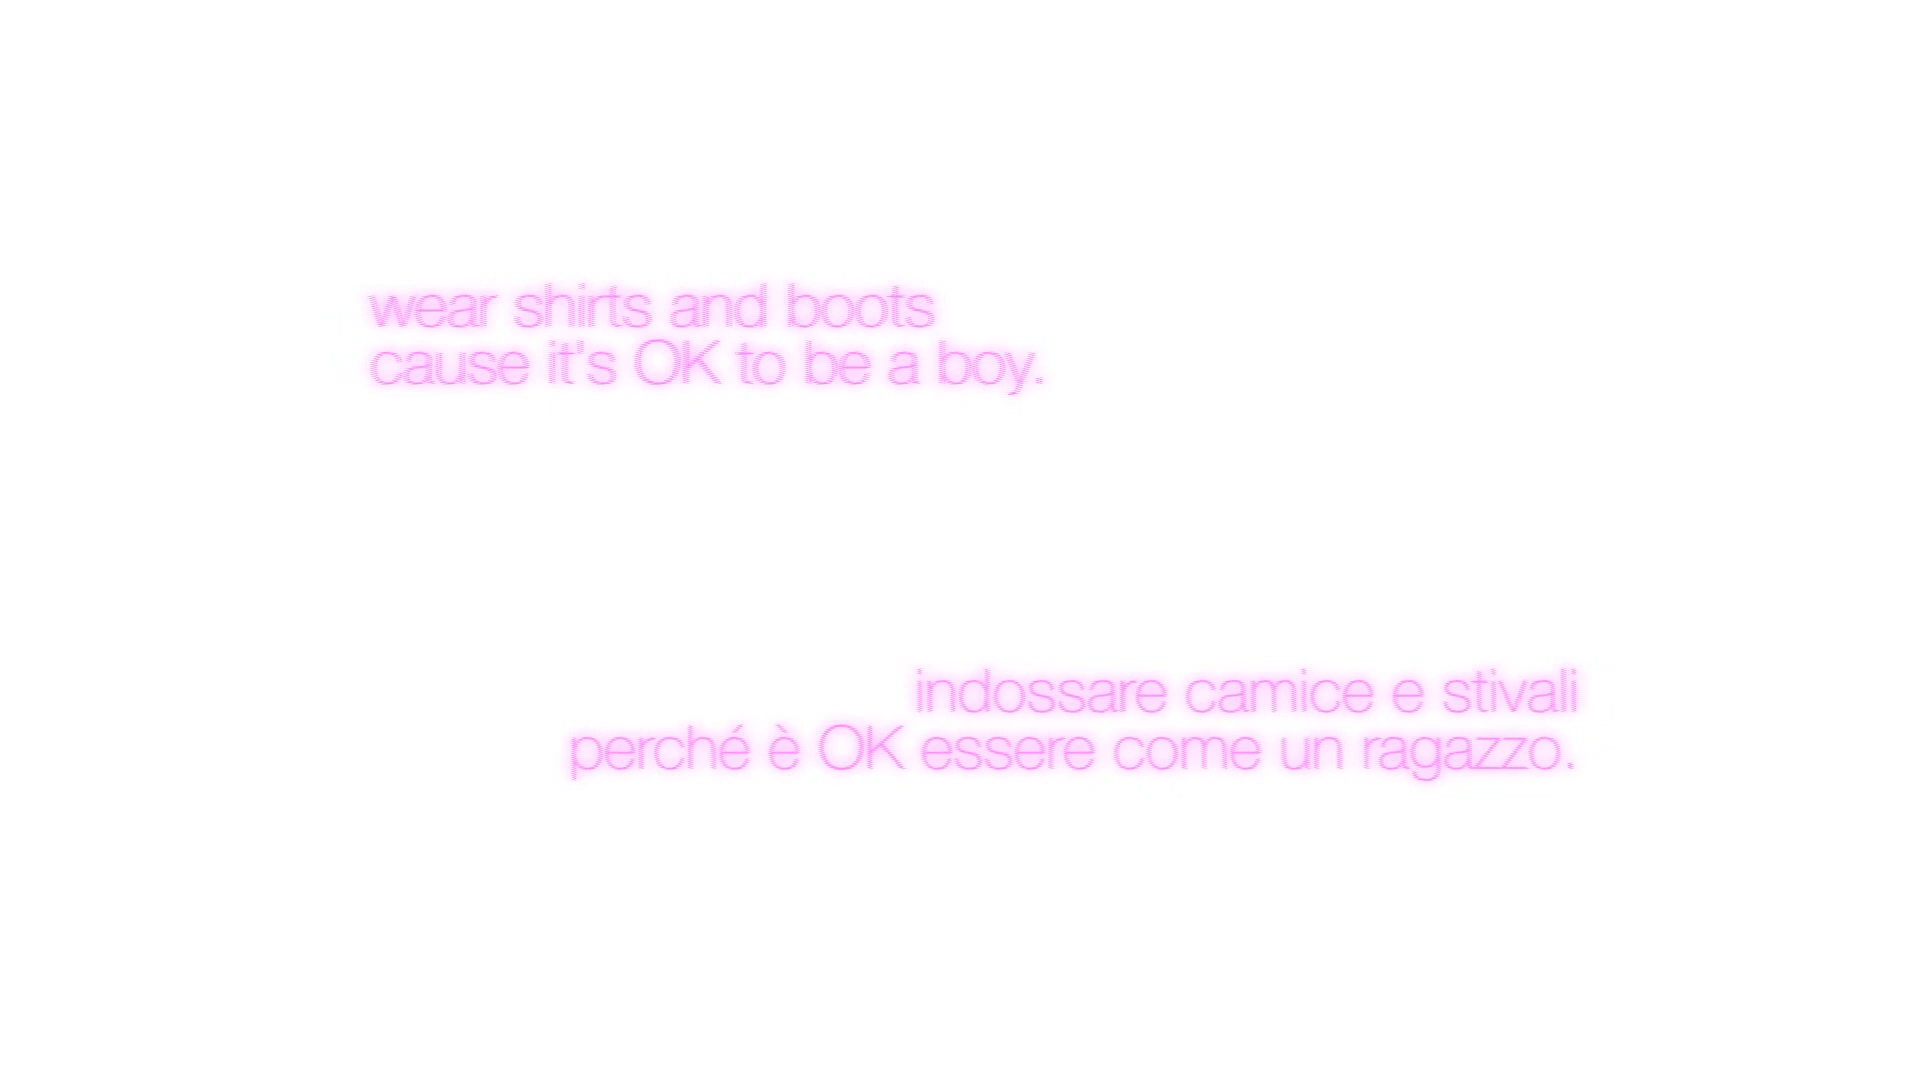 wear shirts and boots
cause it's OK to be a boy.
indossare camice e stivali
perché è OK essere come un ragazzo.